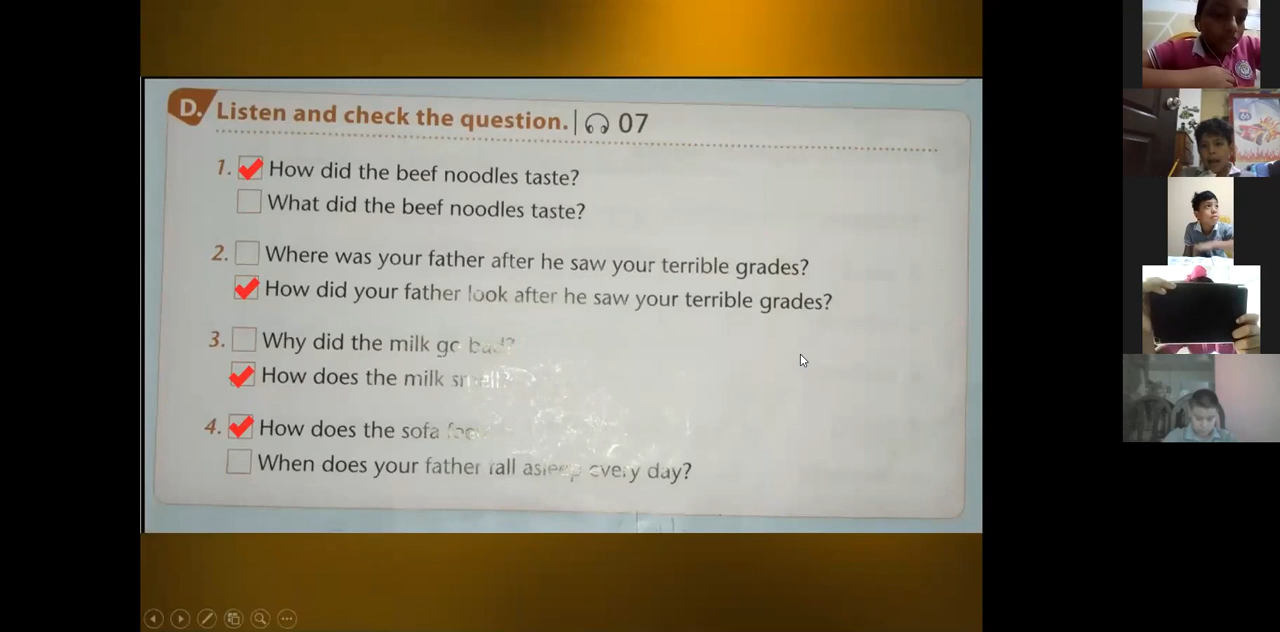 D. Listen and check the question. | 07
1. How did the beef noodles taste?
What did the beef noodles taste?
2. Where was your father after he saw your terrible grades?
How did your father look after he saw your terrible grades?
3. Why did the milk go bad?
How does the milk smell?
4. How does the sofa
When does your father fall asleep every day?